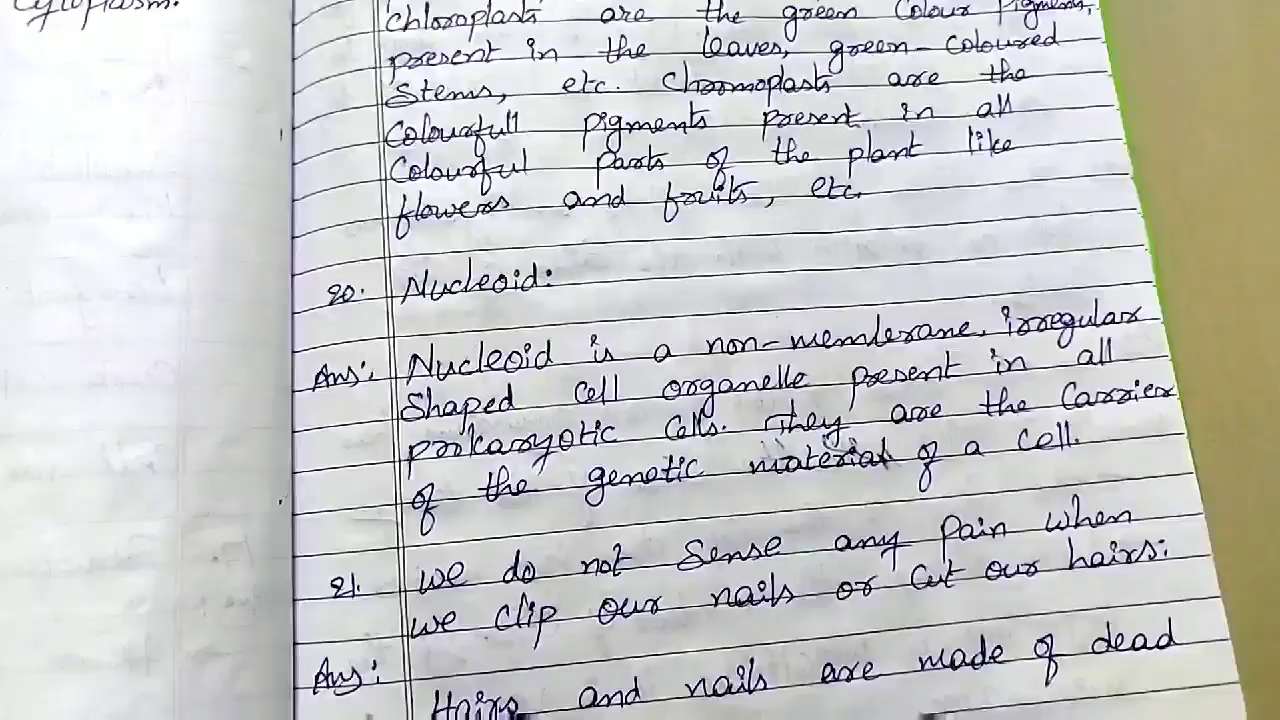 Cytoplasm.
chloroplasts are the green colour pigments,
present in the leaves, green-coloured
stems, etc. Chromoplasts are the
colourfull pigments present in all
colourful parts of the plant like
flowers and fruits, etc.
20. Nucleoid:
Ans: Nucleoid is a non-memberane, irregular
shaped cell organelle present in all
prokaryotic cells. They are the carrier
of the genetic material of a cell.
21. we do not sense any pain when
we clip our nails or cut our hairs:
Ans:
Hairs and nails are made of dead